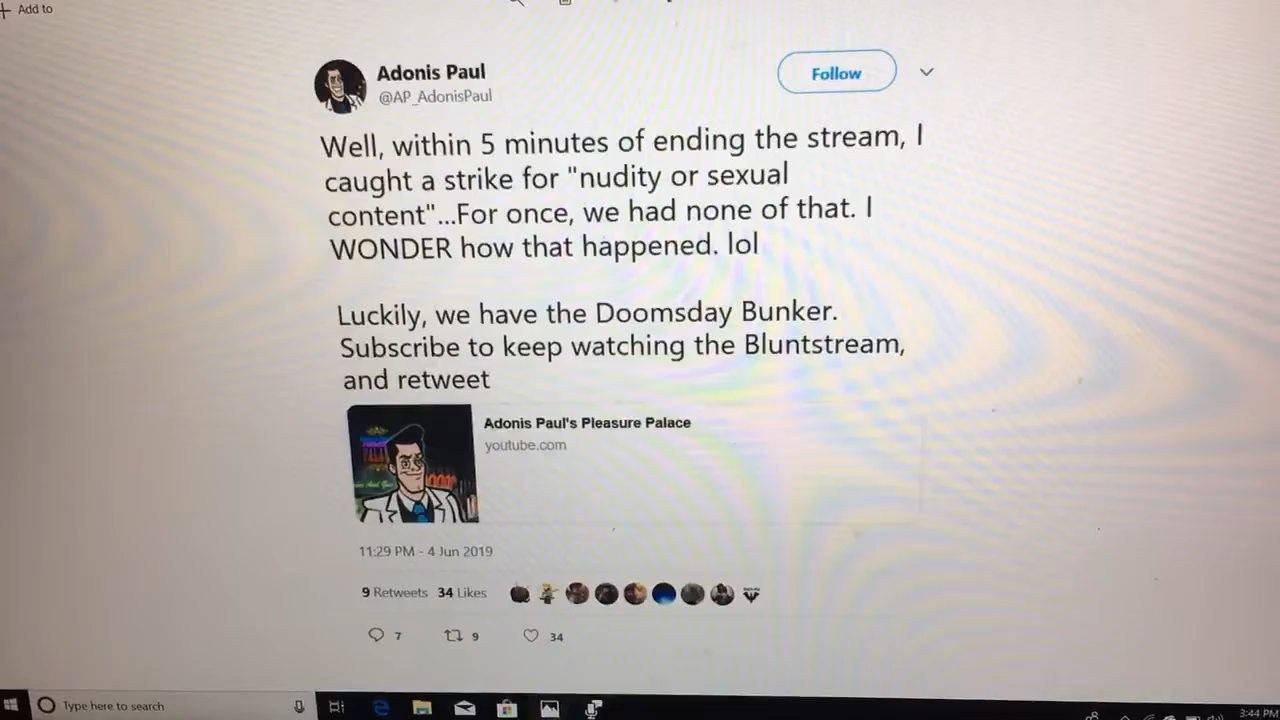 Add to
Adonis Paul
@AP_AdonisPaul
Follow
Well, within 5 minutes of ending the stream, I
caught a strike for "nudity or sexual
content"...For once, we had none of that. I
WONDER how that happened. lol
Luckily, we have the Doomsday Bunker.
Subscribe to keep watching the Bluntstream,
and retweet
Adonis Paul's Pleasure Palace
youtube.com
11:29 PM - 4 Jun 2019
9 Retweets 34 Likes
7 9 34
Type here to search
3:44 PM